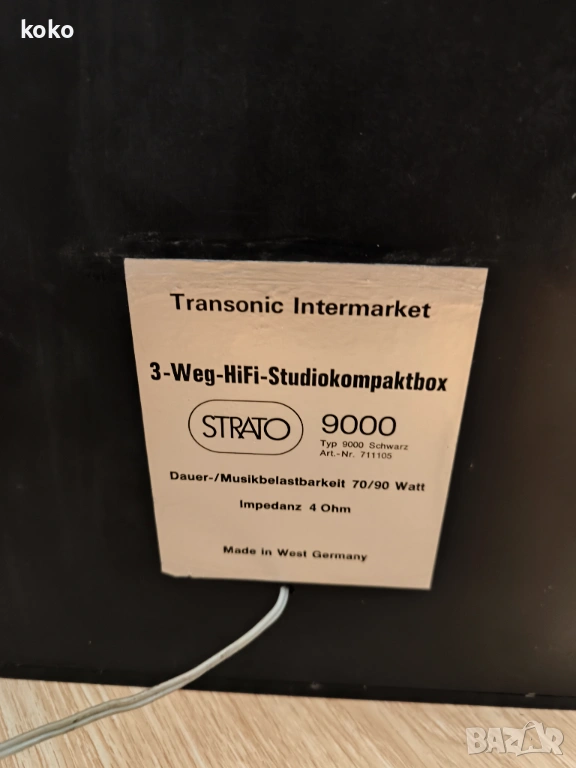 koko
Transonic Intermarket
3-Weg-HiFi-Studiokompaktbox
STRATO 9000
Typ 9000 Schwarz
Art.-Nr. 711105
Dauer-/Musikbelastbarkeit 70/90 Watt
Impedanz 4 Ohm
Made in West Germany
BAZAR